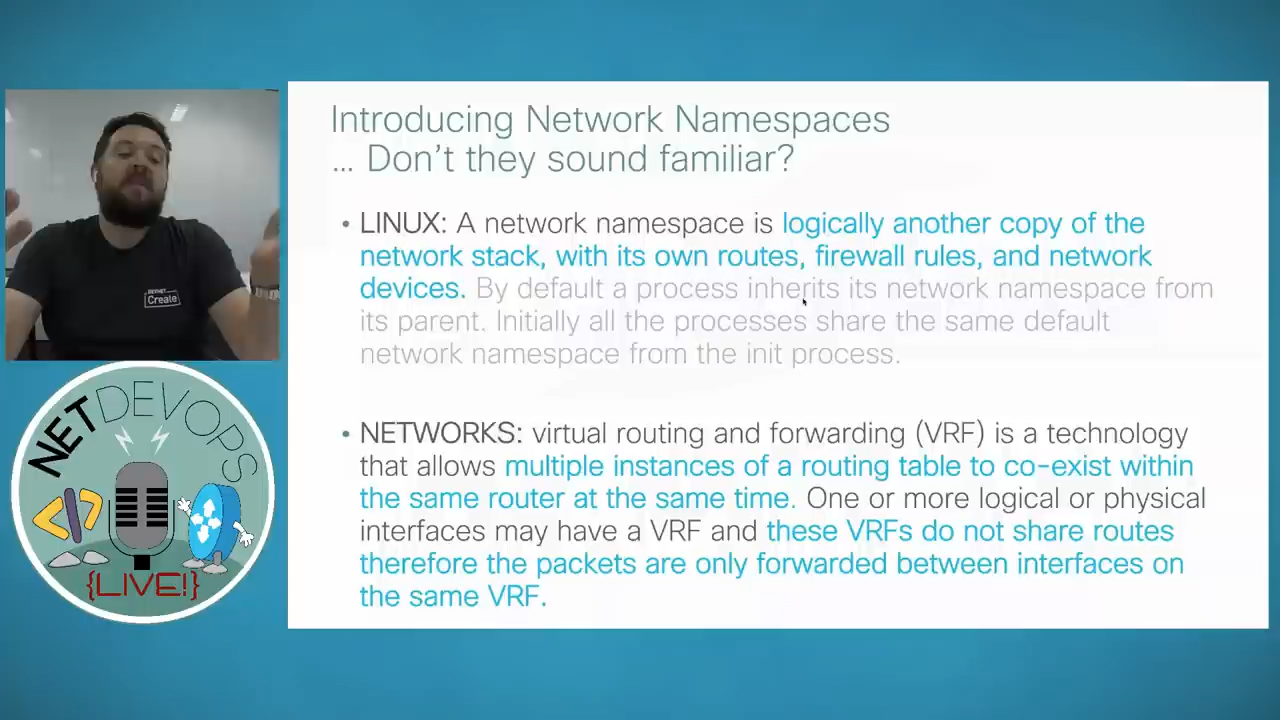 Introducing Network Namespaces
... Don't they sound familiar?
• LINUX: A network namespace is logically another copy of the
network stack, with its own routes, firewall rules, and network
devices. By default a process inherits its network namespace from
its parent. Initially all the processes share the same default
network namespace from the init process.
• NETWORKS: virtual routing and forwarding (VRF) is a technology
that allows multiple instances of a routing table to co-exist within
the same router at the same time. One or more logical or physical
interfaces may have a VRF and these VRFs do not share routes
therefore the packets are only forwarded between interfaces on
the same VRF.
DEVNET
Create
NETDEVOPS
</>
{LIVE!}